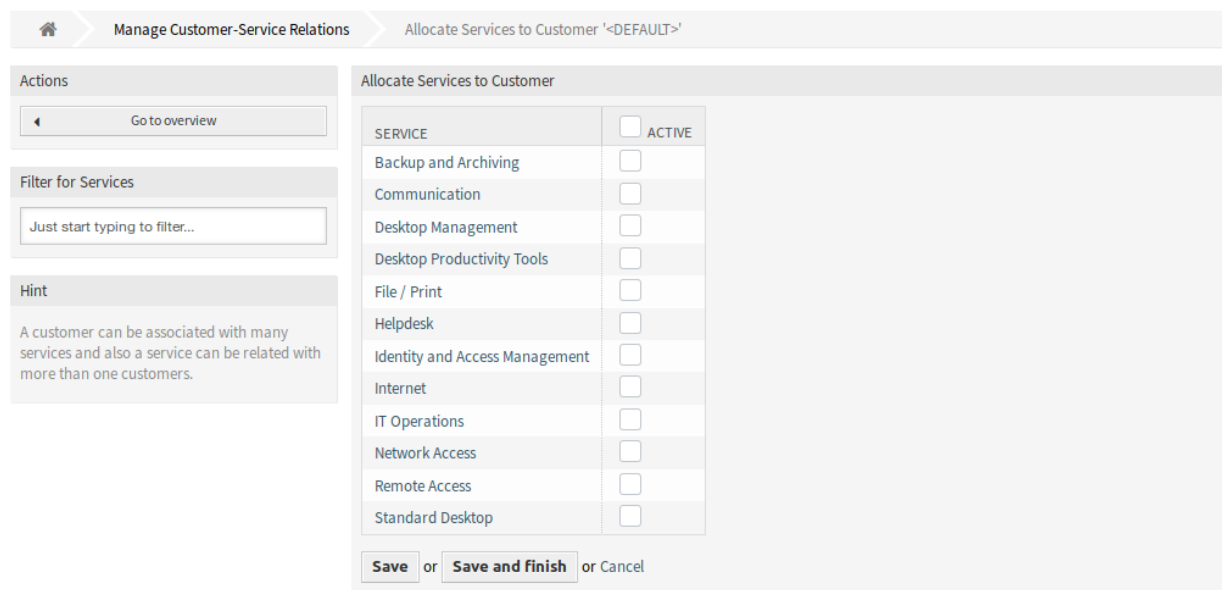 Manage Customer-Service Relations Allocate Services to Customer '<DEFAULT>'
Actions
Go to overview
Filter for Services
Just start typing to filter...
Hint
A customer can be associated with many
services and also a service can be related with
more than one customers.
Allocate Services to Customer
SERVICE ACTIVE
Backup and Archiving
Communication
Desktop Management
Desktop Productivity Tools
File / Print
Helpdesk
Identity and Access Management
Internet
IT Operations
Network Access
Remote Access
Standard Desktop
Save or Save and finish or Cancel